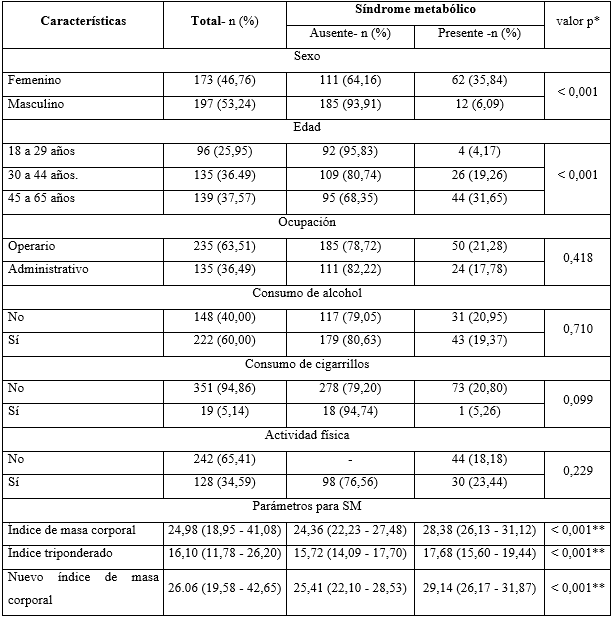 Características Total- n (%) Síndrome metabólico valor p*
Ausente- n (%) Presente -n (%)
Sexo
Femenino 173 (46,76) 111 (64,16) 62 (35,84) < 0,001
Masculino 197 (53,24) 185 (93,91) 12 (6,09)
Edad
18 a 29 años 96 (25,95) 92 (95,83) 4 (4,17) < 0,001
30 a 44 años. 135 (36.49) 109 (80,74) 26 (19,26)
45 a 65 años 139 (37,57) 95 (68,35) 44 (31,65)
Ocupación
Operario 235 (63,51) 185 (78,72) 50 (21,28) 0,418
Administrativo 135 (36,49) 111 (82,22) 24 (17,78)
Consumo de alcohol
No 148 (40,00) 117 (79,05) 31 (20,95) 0,710
Sí 222 (60,00) 179 (80,63) 43 (19,37)
Consumo de cigarrillos
No 351 (94,86) 278 (79,20) 73 (20,80) 0,099
Sí 19 (5,14) 18 (94,74) 1 (5,26)
Actividad física
No 242 (65,41) - 44 (18,18) 0,229
Sí 128 (34,59) 98 (76,56) 30 (23,44)
Parámetros para SM
Índice de masa corporal 24,98 (18,95 - 41,08) 24,36 (22,23 - 27,48) 28,38 (26,13 - 31,12) < 0,001**
Índice triponderado 16,10 (11,78 - 26,20) 15,72 (14,09 - 17,70) 17,68 (15,60 - 19,44) < 0,001**
Nuevo índice de masa corporal 26.06 (19,58 - 42,65) 25,41 (22,10 - 28,53) 29,14 (26,17 - 31,87) < 0,001**